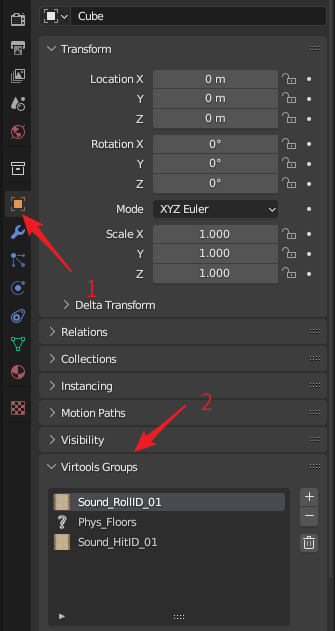 Cube
Transform
Location X 0 m
Y 0 m
Z 0 m
Rotation X 0°
Y 0°
Z 0°
Mode XYZ Euler
Scale X 1.000
Y 1.000
Z 1.000
1
Delta Transform
Relations
Collections
Instancing
2
Motion Paths
Visibility
Virtools Groups
Sound_RollID_01
Phys_Floors
Sound_HitID_01